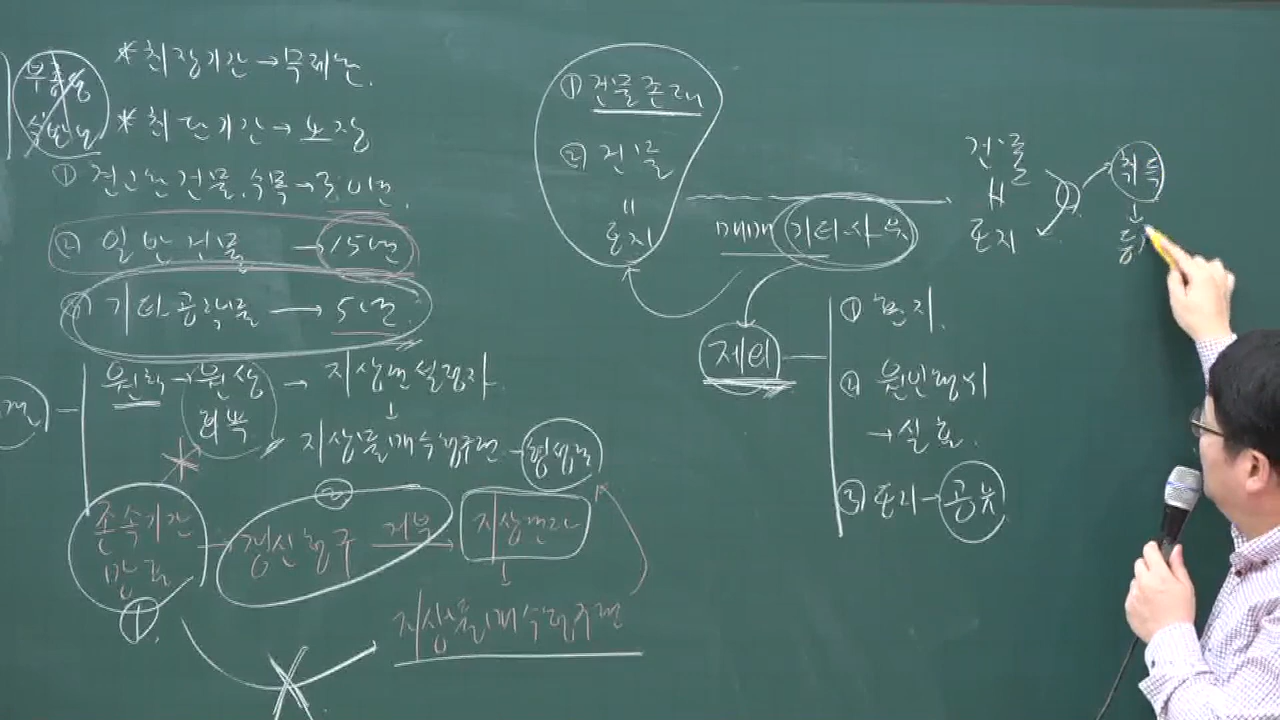 * 최장기간 → 무제한.
* 최단기간 → 보장
① 견고한 건물, 수목 → 30년.
② 일반건물 — 15년
③ 기타공작물 → 5년.
원칙 → 원상회복 → 지상권설정자
↓
지상물매수청구권 - 형성권
존속기간 만료 — 갱신청구 거부 → 지상권자
①
②
↓
지상물매수청구권
① 건물존재
② 건물
=
토지
매매 기타사유
제외
① 환지.
② 원인행위
→ 실효.
③ 토지 - 공유
건물
=
토지
취득
↓
등